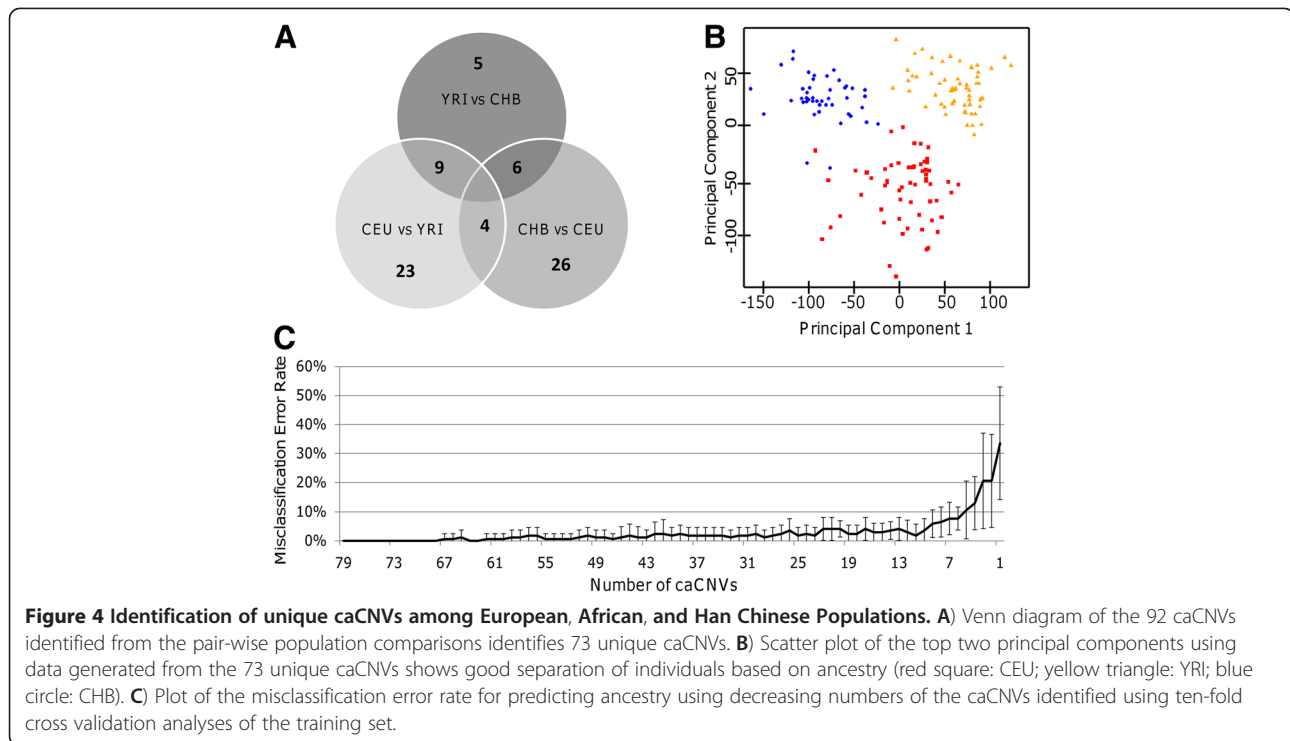 A
5
YRI vs CHB
9
6
CEU vs YRI
4
CHB vs CEU
23
26
B
Principal Component 2
50
0
-50
-100
-150
-100
-50
0
50
100
Principal Component 1
C
Misclassification Error Rate
60%
50%
40%
30%
20%
10%
0%
79
73
67
61
55
49
43
37
31
25
19
13
7
1
Number of caCNVs
Figure 4 Identification of unique caCNVs among European, African, and Han Chinese Populations. A) Venn diagram of the 92 caCNVs
identified from the pair-wise population comparisons identifies 73 unique caCNVs. B) Scatter plot of the top two principal components using
data generated from the 73 unique caCNVs shows good separation of individuals based on ancestry (red square: CEU; yellow triangle: YRI; blue
circle: CHB). C) Plot of the misclassification error rate for predicting ancestry using decreasing numbers of the caCNVs identified using ten-fold
cross validation analyses of the training set.